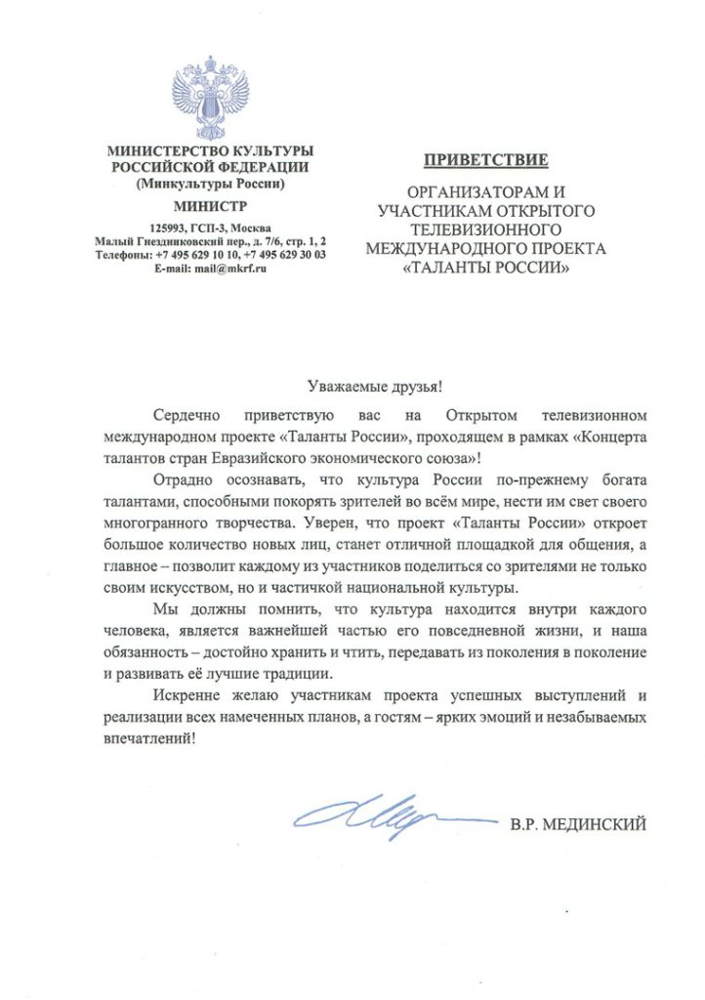 МИНИСТЕРСТВО КУЛЬТУРЫ
РОССИЙСКОЙ ФЕДЕРАЦИИ
(Минкультуры России)
МИНИСТР
125993, ГСП-3, Москва
Малый Гнездниковский пер., д. 7/6, стр. 1, 2
Телефоны: +7 495 629 10 10, +7 495 629 30 03
E-mail: mail@mkrf.ru
ПРИВЕТСТВИЕ
ОРГАНИЗАТОРАМ И
УЧАСТНИКАМ ОТКРЫТОГО
ТЕЛЕВИЗИОННОГО
МЕЖДУНАРОДНОГО ПРОЕКТА
«ТАЛАНТЫ РОССИИ»
Уважаемые друзья!
Сердечно приветствую вас на Открытом телевизионном
международном проекте «Таланты России», проходящем в рамках «Концерта
талантов стран Евразийского экономического союза»!
Отрадно осознавать, что культура России по-прежнему богата
талантами, способными покорять зрителей во всём мире, нести им свет своего
многогранного творчества. Уверен, что проект «Таланты России» откроет
большое количество новых лиц, станет отличной площадкой для общения, а
главное – позволит каждому из участников поделиться со зрителями не только
своим искусством, но и частичкой национальной культуры.
Мы должны помнить, что культура находится внутри каждого
человека, является важнейшей частью его повседневной жизни, и наша
обязанность – достойно хранить и чтить, передавать из поколения в поколение
и развивать её лучшие традиции.
Искренне желаю участникам проекта успешных выступлений и
реализации всех намеченных планов, а гостям – ярких эмоций и незабываемых
впечатлений!
В.Р. МЕДИНСКИЙ